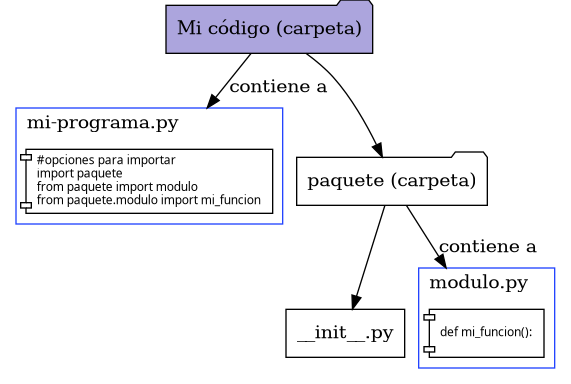 Mi código (carpeta)
contiene a
mi-programa.py
#opciones para importar
import paquete
from paquete import modulo
from paquete.modulo import mi_funcion
paquete (carpeta)
contiene a
__init__.py
modulo.py
def mi_funcion():